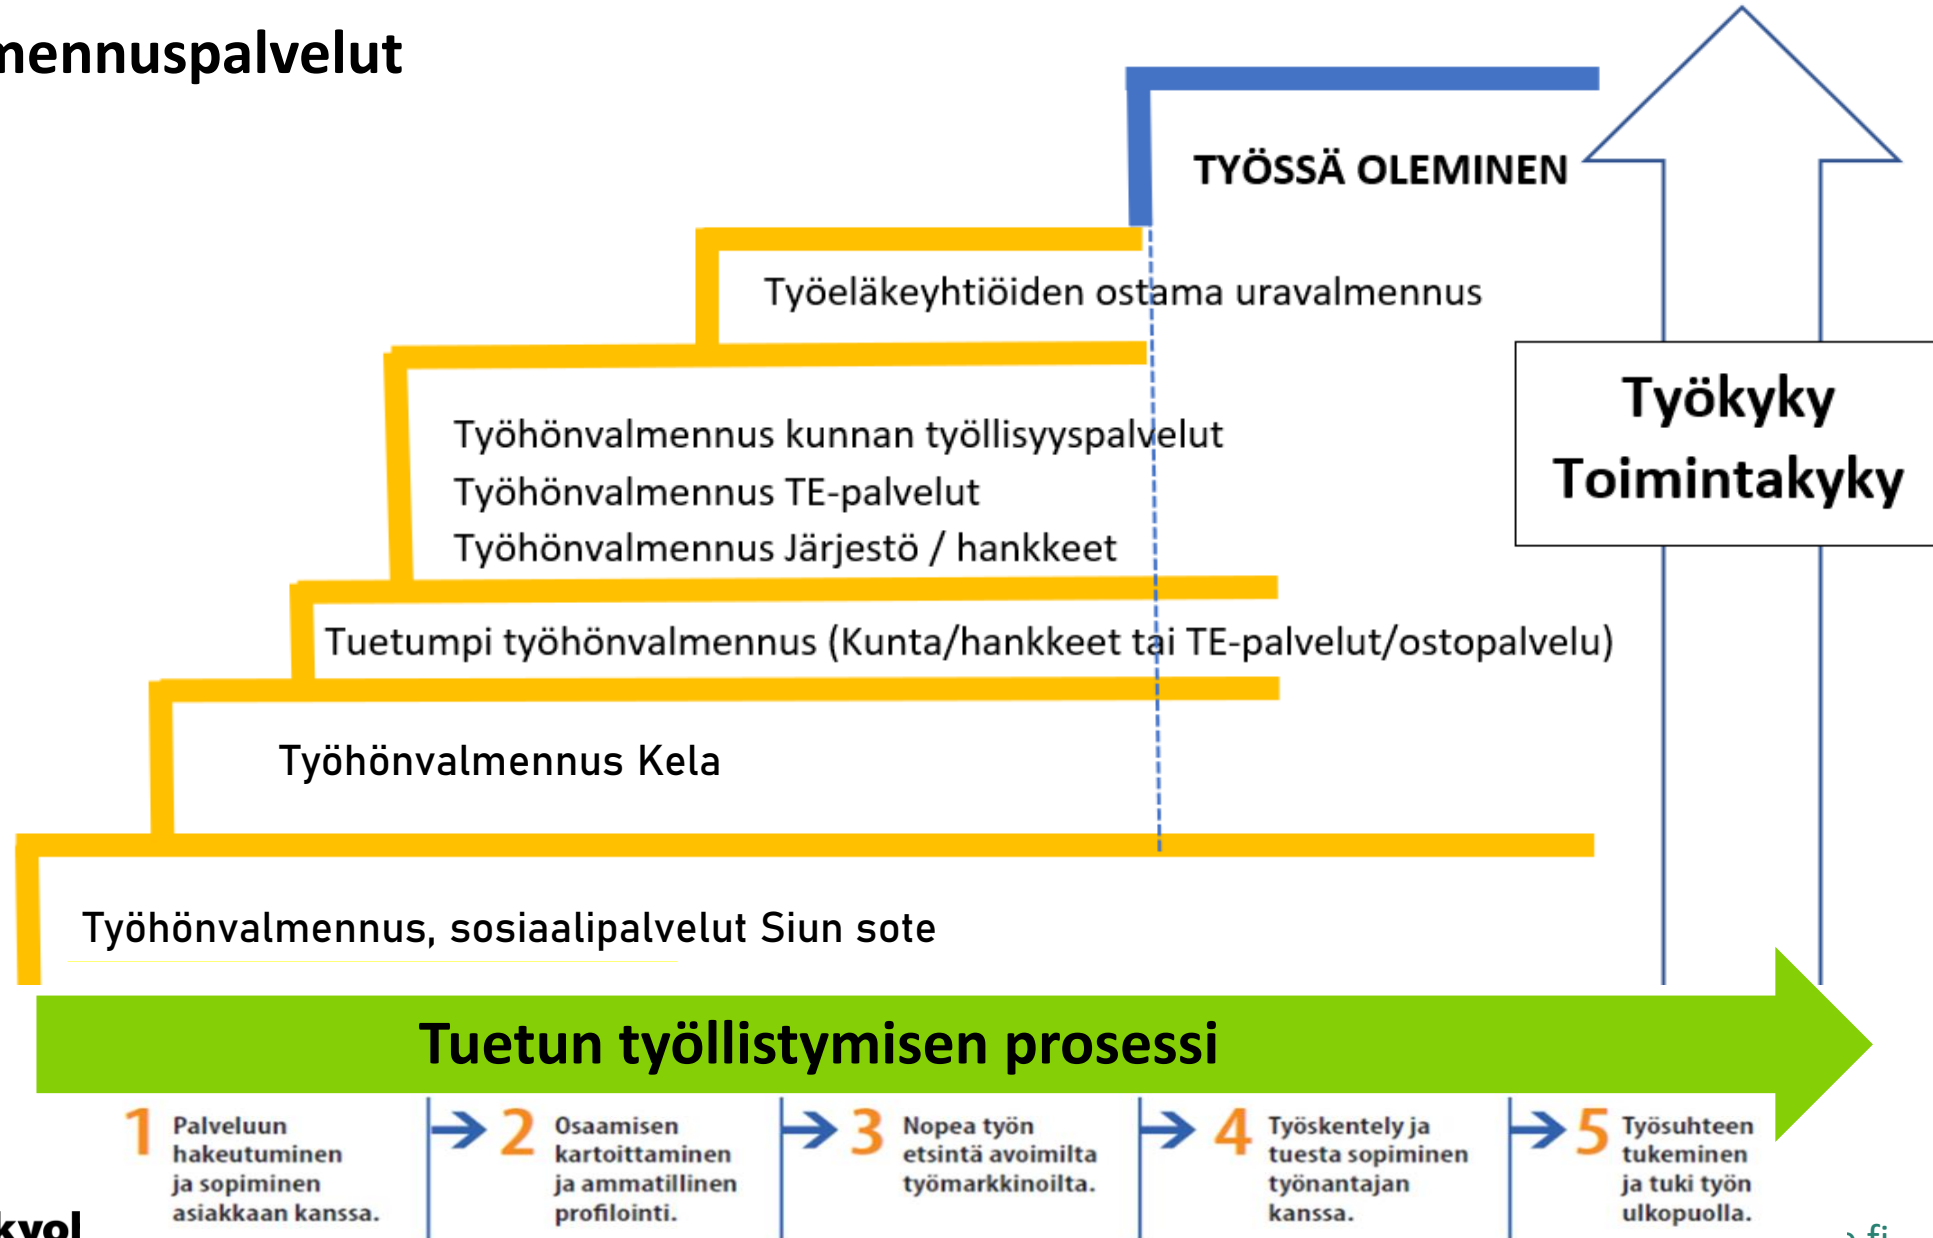 mennuspalvelut
TYÖSSÄ OLEMINEN
Työeläkeyhtiöiden ostama uravalmennus
Työkyky
Toimintakyky
Työhönvalmennus kunnan työllisyyspalvelut
Työhönvalmennus TE-palvelut
Työhönvalmennus Järjestö / hankkeet
Tuetumpi työhönvalmennus (Kunta/hankkeet tai TE-palvelut/ostopalvelu)
Työhönvalmennus Kela
Työhönvalmennus, sosiaalipalvelut Siun sote
Tuetun työllistymisen prosessi
1 Palveluun
hakeutuminen
ja sopiminen
asiakkaan kanssa.
2 Osaamisen
kartoittaminen
ja ammatillinen
profilointi.
3 Nopea työn
etsintä avoimilta
työmarkkinoilta.
4 Työskentely ja
tuesta sopiminen
työnantajan
kanssa.
5 Työsuhteen
tukeminen
ja tuki työn
ulkopuolla.